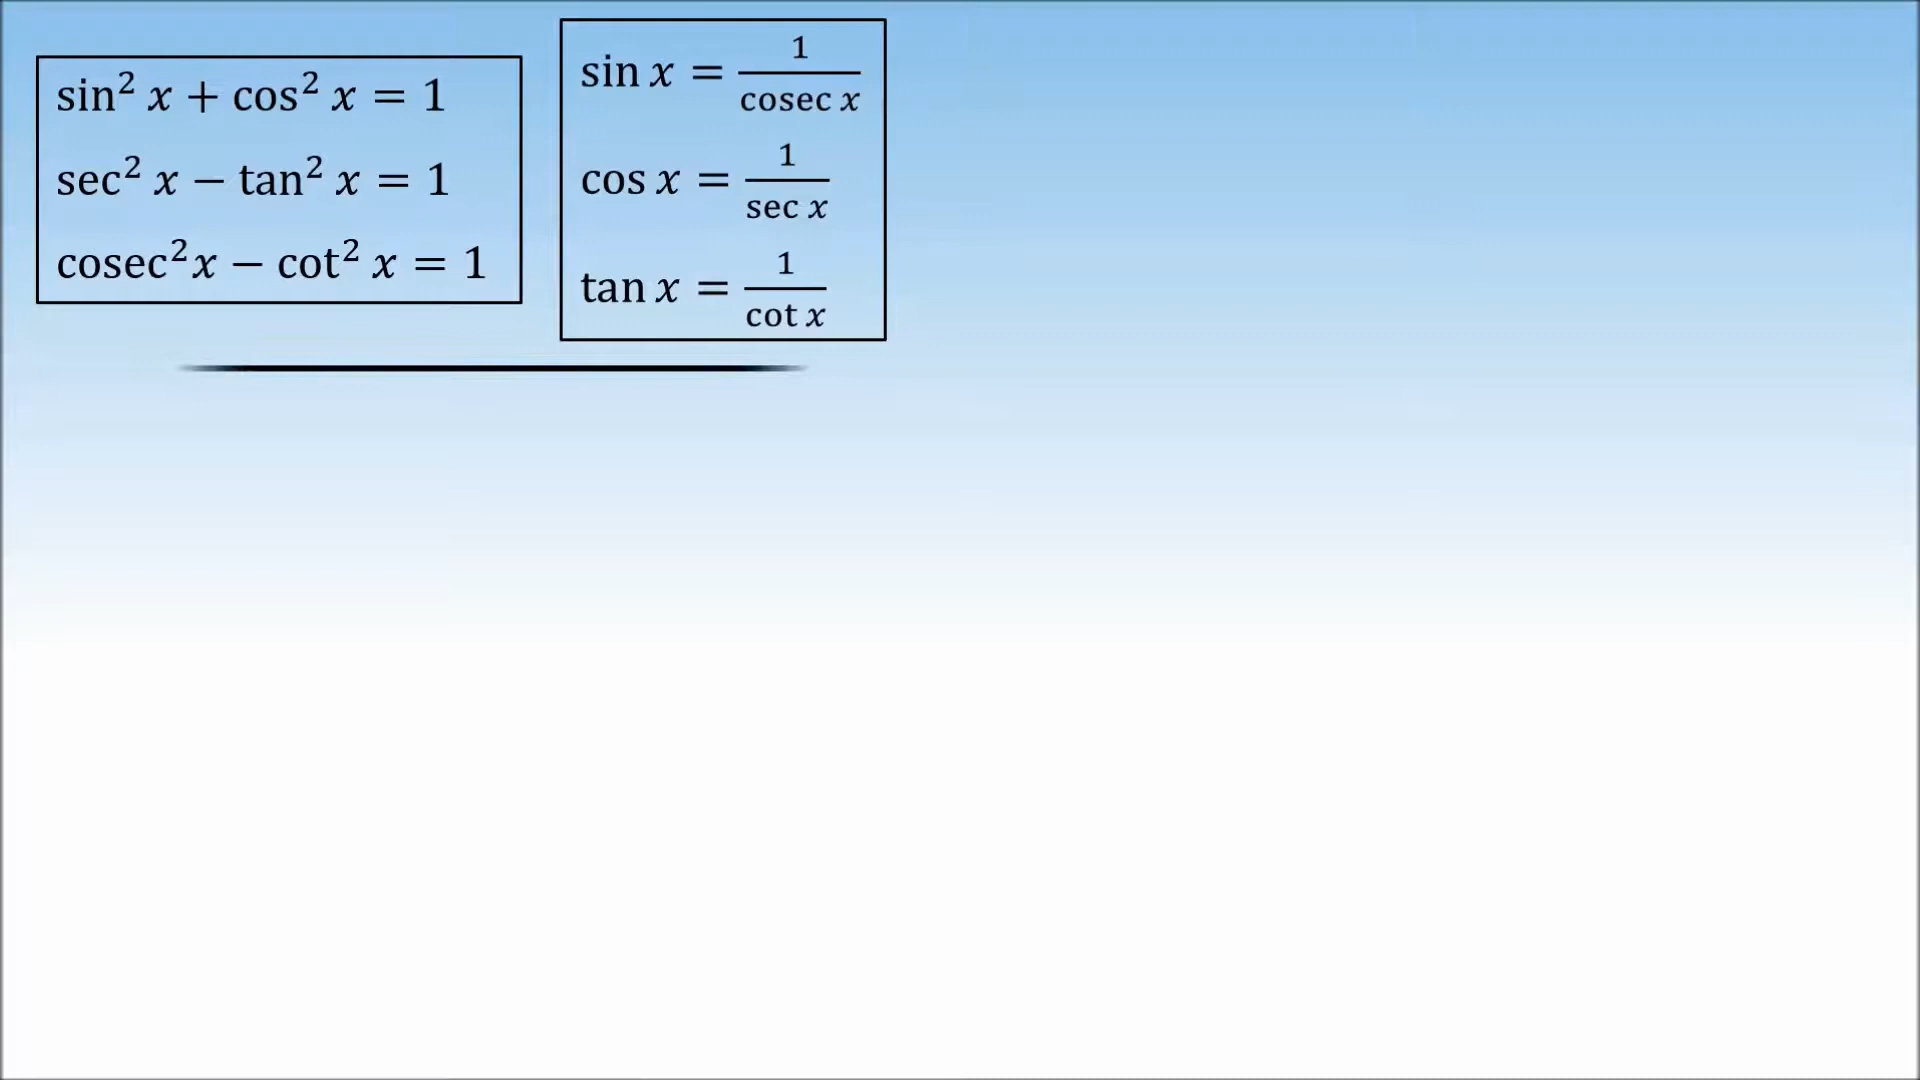 sin² x + cos² x = 1
sec² x − tan² x = 1
cosec²x − cot² x = 1
sin x = 1/cosec x
cos x = 1/sec x
tan x = 1/cot x